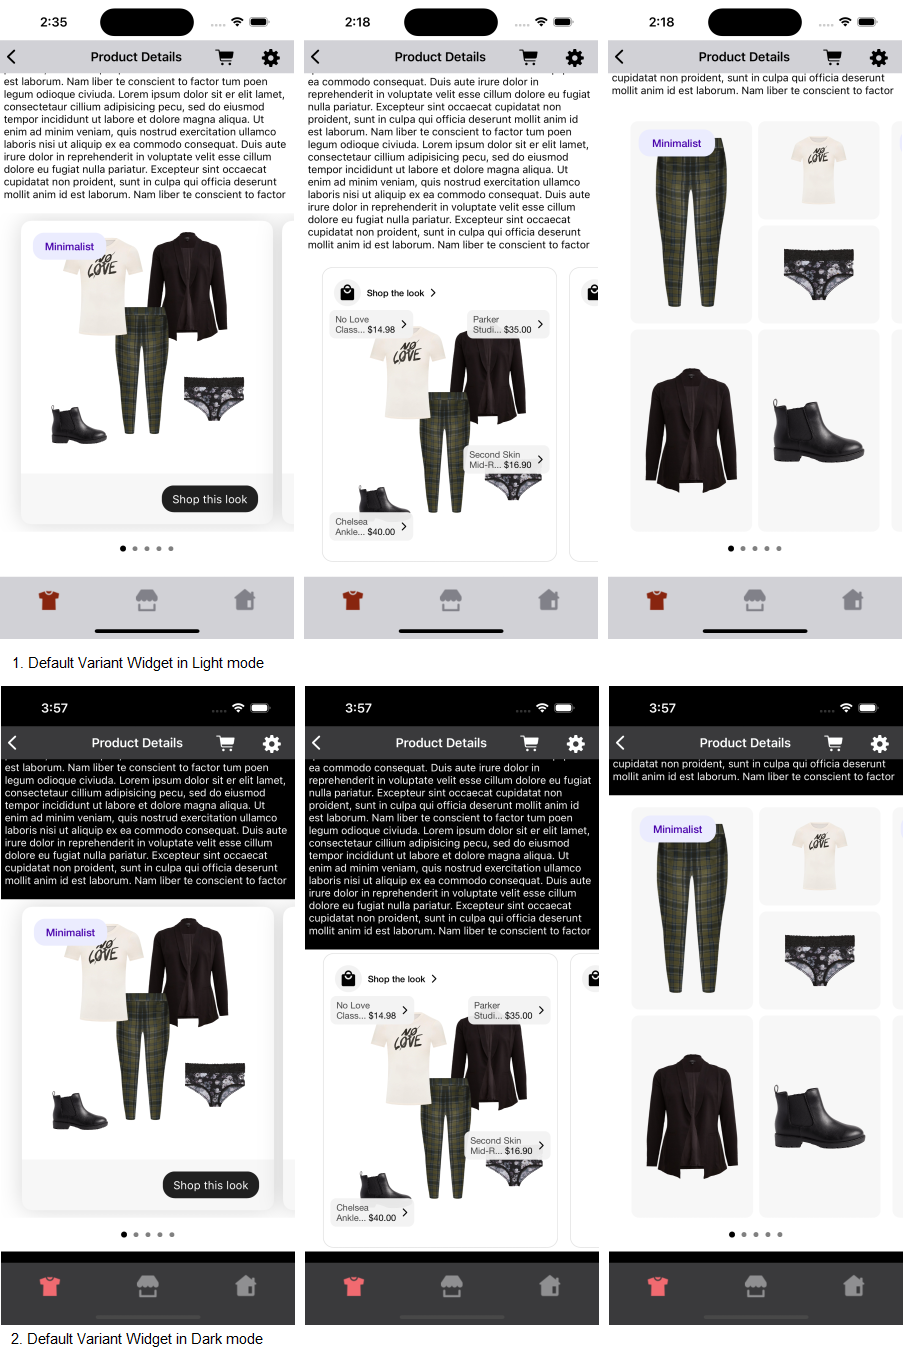 2:35
Product Details
est laborum. Nam liber te conscient to factor tum poen
legum odioque civiuda. Lorem ipsum dolor sit er elit lamet,
consectetaur cillium adipisicing pecu, sed do eiusmod
tempor incididunt ut labore et dolore magna aliqua. Ut
enim ad minim veniam, quis nostrud exercitation ullamco
laboris nisi ut aliquip ex ea commodo consequat. Duis aute
irure dolor in reprehenderit in voluptate velit esse cillum
dolore eu fugiat nulla pariatur. Excepteur sint occaecat
cupidatat non proident, sunt in culpa qui officia deserunt
mollit anim id est laborum. Nam liber te conscient to factor
Minimalist
NO
LOVE
Shop this look
2:18
Product Details
ea commodo consequat. Duis aute irure dolor in
reprehenderit in voluptate velit esse cillum dolore eu fugiat
nulla pariatur. Excepteur sint occaecat cupidatat non
proident, sunt in culpa qui officia deserunt mollit anim id
est laborum. Nam liber te conscient to factor tum poen
legum odioque civiuda. Lorem ipsum dolor sit er elit lamet,
consectetaur cillium adipisicing pecu, sed do eiusmod
tempor incididunt ut labore et dolore magna aliqua. Ut
enim ad minim veniam, quis nostrud exercitation ullamco
laboris nisi ut aliquip ex ea commodo consequat. Duis aute
irure dolor in reprehenderit in voluptate velit esse cillum
dolore eu fugiat nulla pariatur. Excepteur sint occaecat
cupidatat non proident, sunt in culpa qui officia deserunt
mollit anim id est laborum. Nam liber te conscient to factor
Shop the look
No Love
Class... $14.98
Parker
Studi... $35.00
NO
LOVE
Second Skin
Mid-R... $16.90
Chelsea
Ankle... $40.00
2:18
Product Details
cupidatat non proident, sunt in culpa qui officia deserunt
mollit anim id est laborum. Nam liber te conscient to factor
Minimalist
NO
LOVE
1. Default Variant Widget in Light mode
3:57
Product Details
est laborum. Nam liber te conscient to factor tum poen
legum odioque civiuda. Lorem ipsum dolor sit er elit lamet,
consectetaur cillium adipisicing pecu, sed do eiusmod
tempor incididunt ut labore et dolore magna aliqua. Ut
enim ad minim veniam, quis nostrud exercitation ullamco
laboris nisi ut aliquip ex ea commodo consequat. Duis aute
irure dolor in reprehenderit in voluptate velit esse cillum
dolore eu fugiat nulla pariatur. Excepteur sint occaecat
cupidatat non proident, sunt in culpa qui officia deserunt
mollit anim id est laborum. Nam liber te conscient to factor
Minimalist
NO
LOVE
Shop this look
3:57
Product Details
ea commodo consequat. Duis aute irure dolor in
reprehenderit in voluptate velit esse cillum dolore eu fugiat
nulla pariatur. Excepteur sint occaecat cupidatat non
proident, sunt in culpa qui officia deserunt mollit anim id
est laborum. Nam liber te conscient to factor tum poen
legum odioque civiuda. Lorem ipsum dolor sit er elit lamet,
consectetaur cillium adipisicing pecu, sed do eiusmod
tempor incididunt ut labore et dolore magna aliqua. Ut
enim ad minim veniam, quis nostrud exercitation ullamco
laboris nisi ut aliquip ex ea commodo consequat. Duis aute
irure dolor in reprehenderit in voluptate velit esse cillum
dolore eu fugiat nulla pariatur. Excepteur sint occaecat
cupidatat non proident, sunt in culpa qui officia deserunt
mollit anim id est laborum. Nam liber te conscient to factor
Shop the look
No Love
Class... $14.98
Parker
Studi... $35.00
NO
LOVE
Second Skin
Mid-R... $16.90
Chelsea
Ankle... $40.00
3:57
Product Details
cupidatat non proident, sunt in culpa qui officia deserunt
mollit anim id est laborum. Nam liber te conscient to factor
Minimalist
NO
LOVE
2. Default Variant Widget in Dark mode